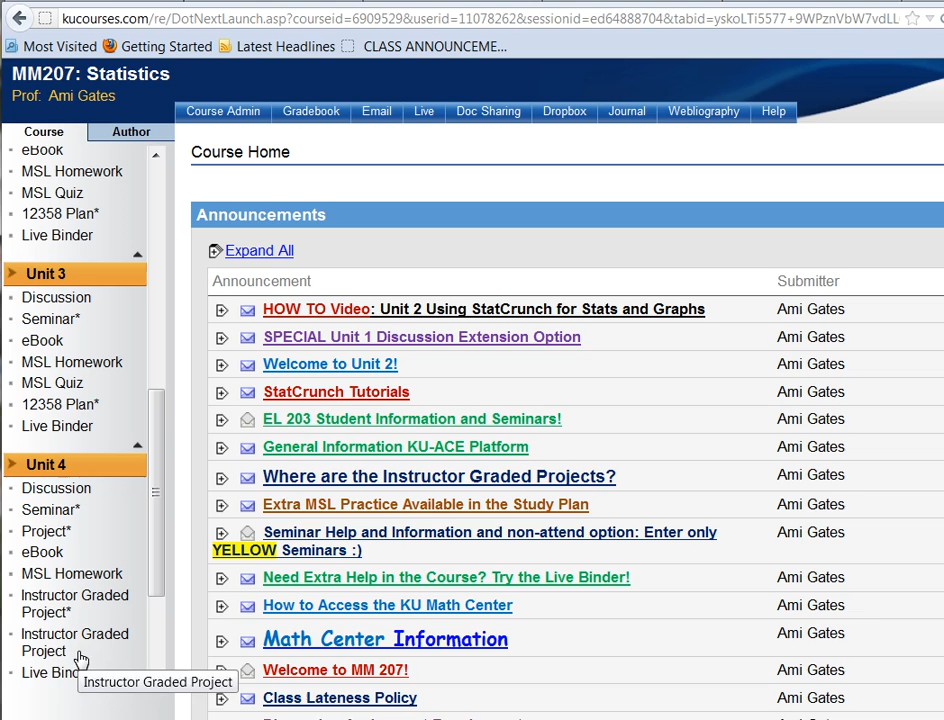 kucourses.com/re/DotNextLaunch.asp?courseid=6909529&userid=11078262&sessionid=ed64888704&tabid=yskoLTi5577+9WPznVbW7vdLL
Most Visited Getting Started Latest Headlines CLASS ANNOUNCEME...
MM207: Statistics
Prof: Ami Gates
Course Admin Gradebook Email Live Doc Sharing Dropbox Journal Webliography Help
Course Author
eBook
MSL Homework
MSL Quiz
12358 Plan*
Live Binder
Unit 3
Discussion
Seminar*
eBook
MSL Homework
MSL Quiz
12358 Plan*
Live Binder
Unit 4
Discussion
Seminar*
Project*
eBook
MSL Homework
Instructor Graded
Project*
Instructor Graded
Project
Live Bin
Instructor Graded Project
Course Home
Announcements
Expand All
Announcement Submitter
HOW TO Video: Unit 2 Using StatCrunch for Stats and Graphs Ami Gates
SPECIAL Unit 1 Discussion Extension Option Ami Gates
Welcome to Unit 2! Ami Gates
StatCrunch Tutorials Ami Gates
EL 203 Student Information and Seminars! Ami Gates
General Information KU-ACE Platform Ami Gates
Where are the Instructor Graded Projects? Ami Gates
Extra MSL Practice Available in the Study Plan Ami Gates
Seminar Help and Information and non-attend option: Enter only Ami Gates
YELLOW Seminars :)
Need Extra Help in the Course? Try the Live Binder! Ami Gates
How to Access the KU Math Center Ami Gates
Math Center Information Ami Gates
Welcome to MM 207! Ami Gates
Class Lateness Policy Ami Gates